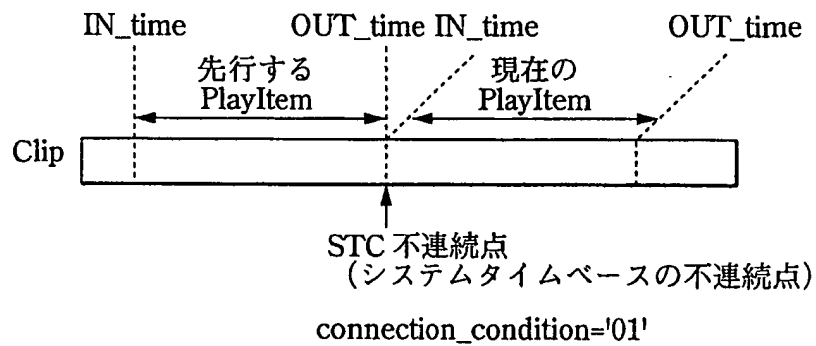 IN_time OUT_time IN_time OUT_time
先行する 現在の
PlayItem PlayItem
Clip
STC 不連続点
(システムタイムベースの不連続点)
connection_condition='01'